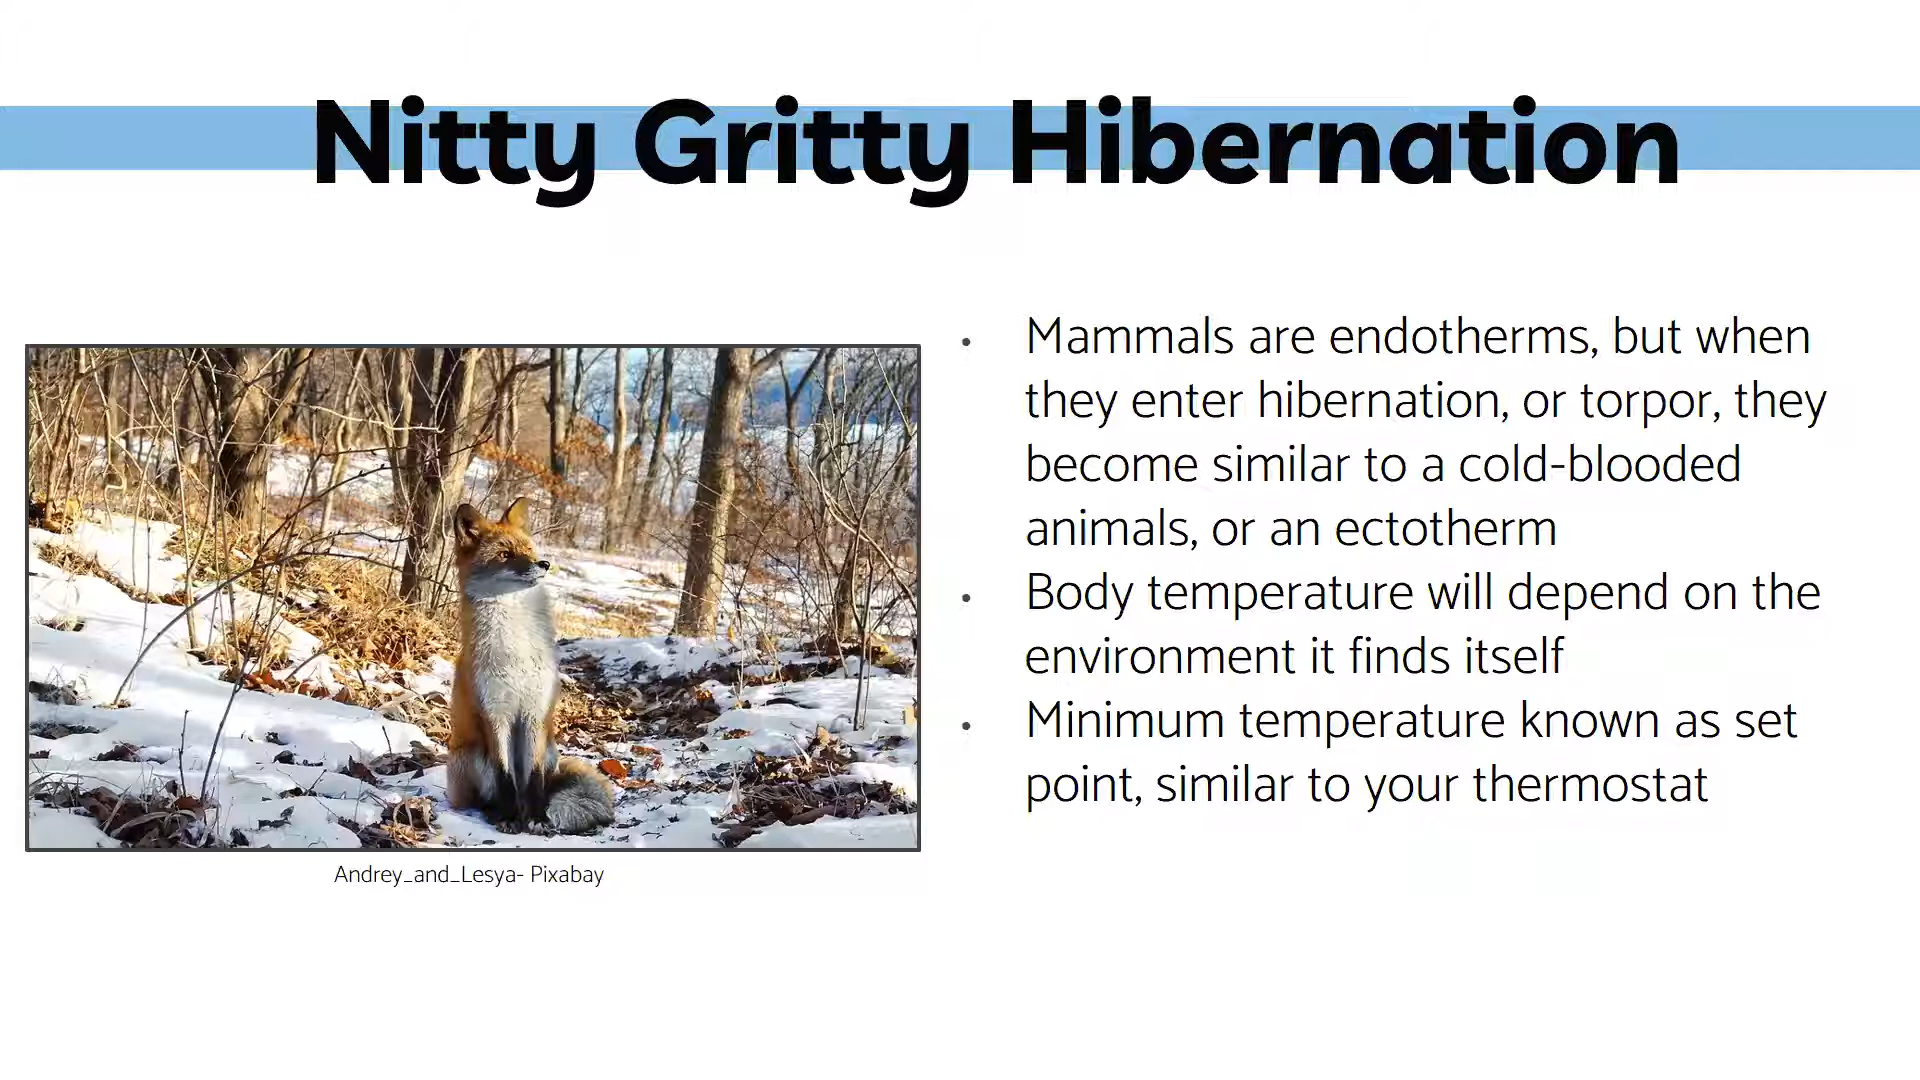 Nitty Gritty Hibernation
• Mammals are endotherms, but when
they enter hibernation, or torpor, they
become similar to a cold-blooded
animals, or an ectotherm
• Body temperature will depend on the
environment it finds itself
• Minimum temperature known as set
point, similar to your thermostat
Andrey_and_Lesya- Pixabay